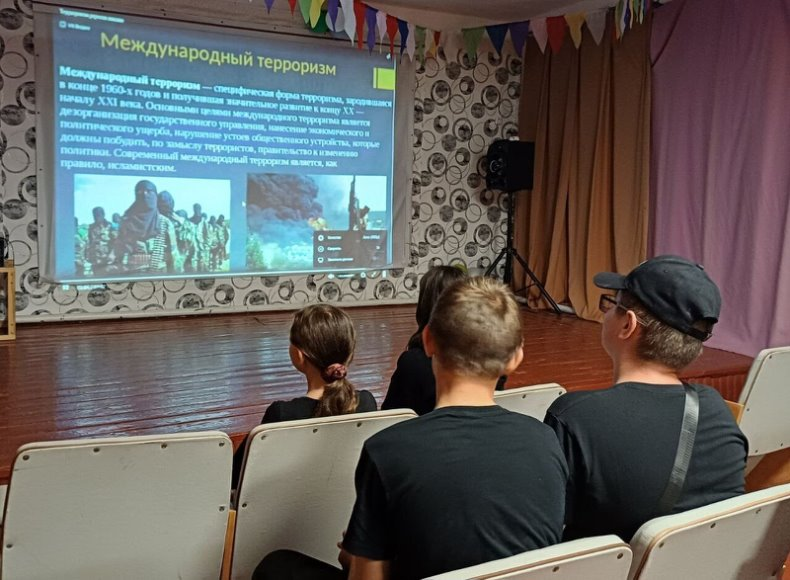 Международный терроризм
Международный терроризм — специфическая форма терроризма, зародившаяся
в конце 1960-х годов и получившая значительное развитие к концу XX —
началу XXI века. Основными целями международного терроризма является
дезорганизация государственного управления, нанесение экономического и
политического ущерба, нарушение устоев общественного устройства, которые
должны побудить, по замыслу террористов, правительство к изменению
политики. Современный международный терроризм является, как
правило, исламистским.